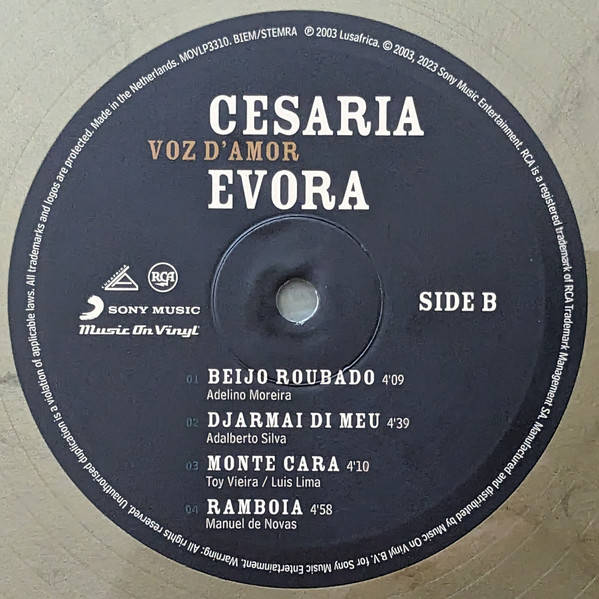 Unauthorised duplication is a violation of applicable laws. All trademarks and logos are protected. Made in the Netherlands. MOVLP3310. BIEM/STEMRA ℗ 2003 Lusafrica. © 2003, 2023 Sony Music Entertainment. RCA is a registered trademark of RCA Trademark Management SA. Manufactured and distributed by Music On Vinyl B.V. for Sony Music Entertainment. Warning: All rights reserved.
CESARIA
VOZ D'AMOR
EVORA
RCA
SONY MUSIC
Music On Vinyl
SIDE B
01 BEIJO ROUBADO 4'09
Adelino Moreira
02 DJARMAI DI MEU 4'39
Adalberto Silva
03 MONTE CARA 4'10
Toy Vieira / Luis Lima
04 RAMBOIA 4'58
Manuel de Novas